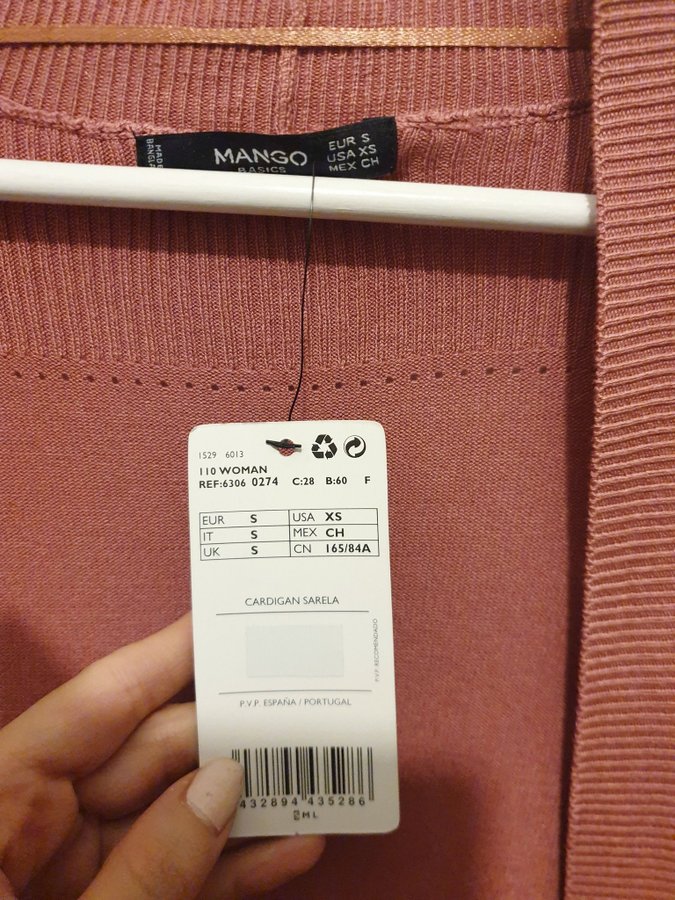 MADE
MANGO
BASICS
EUR S
USA XS
MEX CH
1529 6013
110 WOMAN
REF:6306 0274 C:28 B:60 F
EUR S USA XS
IT S MEX CH
UK S CN 165/84A
CARDIGAN SARELA
P.V.P. RECOMENDADO
P.V.P. ESPAÑA / PORTUGAL
432894 435286
S M L